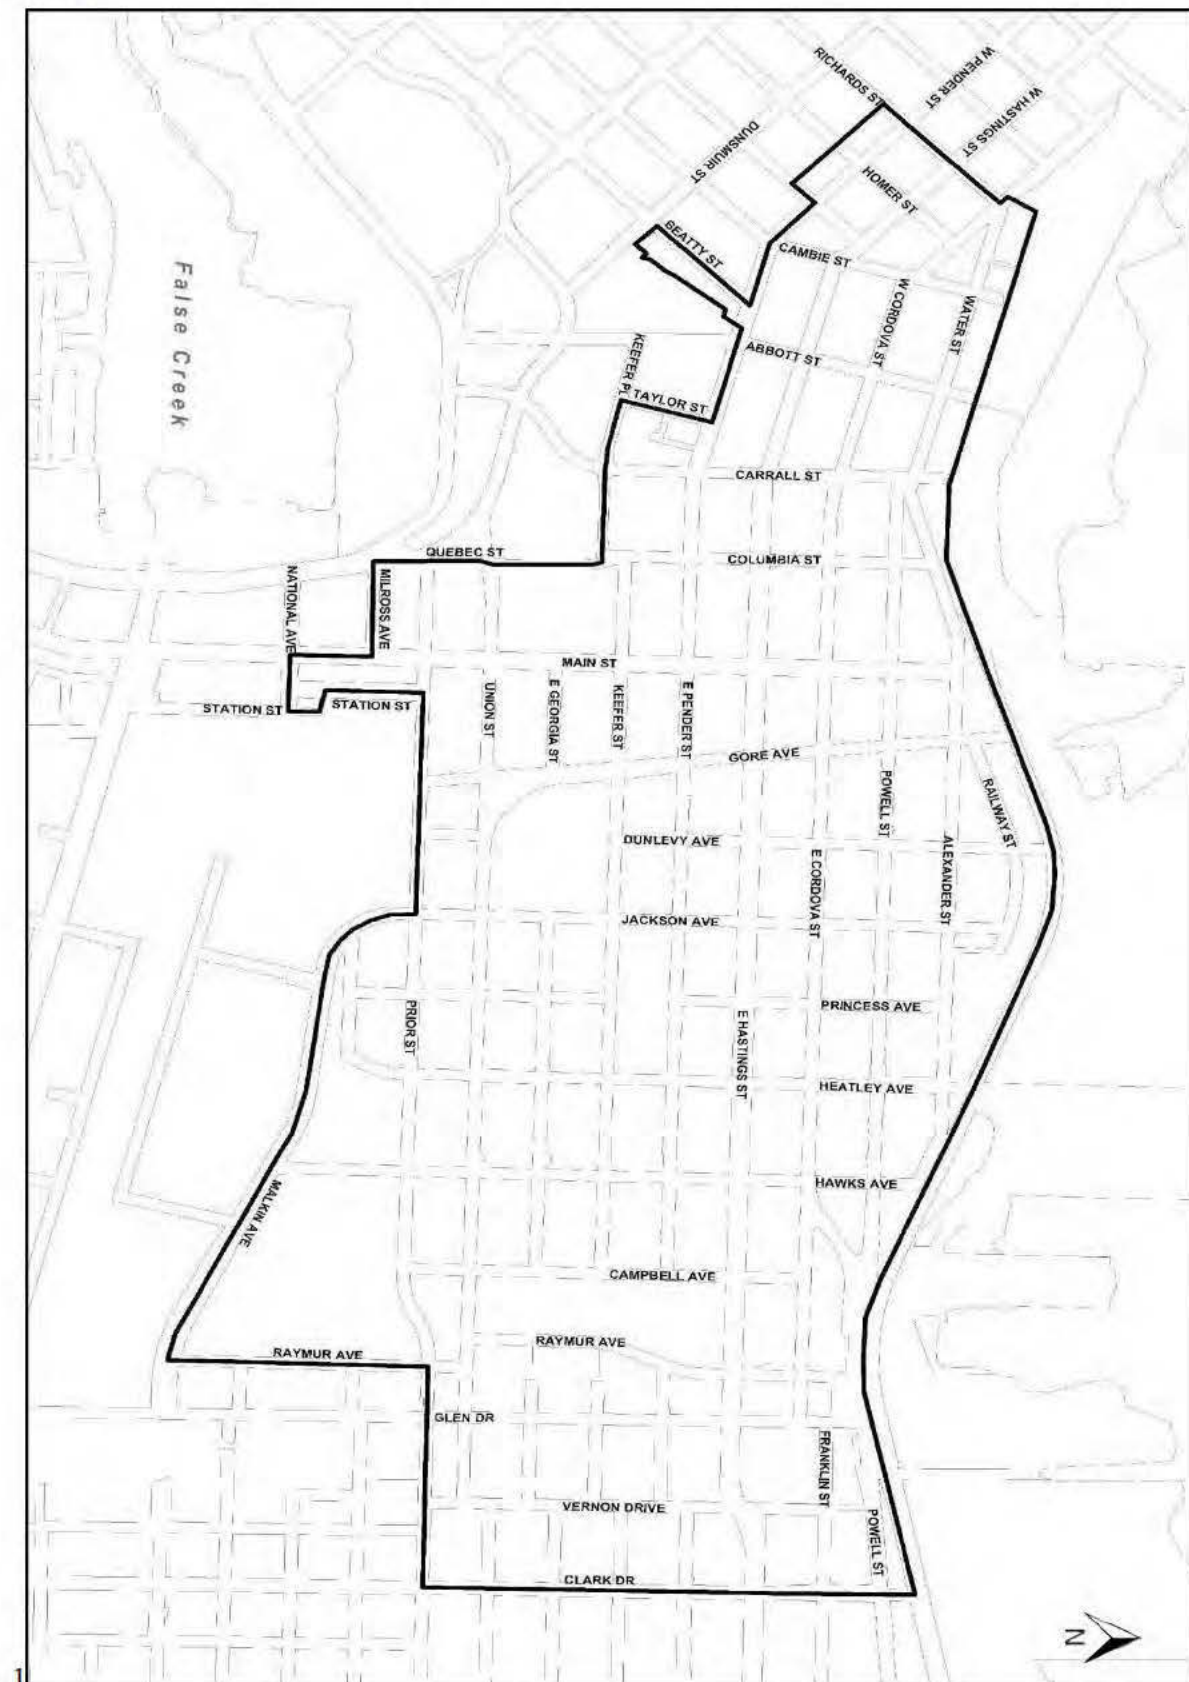 RICHARDS ST
W PENDER ST
W HASTINGS ST
DUNSMUIR ST
HOMER ST
BEATTY ST
CAMBIE ST
W CORDOVA ST
WATER ST
False Creek
KEEFER PL
ABBOTT ST
TAYLOR ST
CARRALL ST
QUEBEC ST
COLUMBIA ST
NATIONAL AVE
MILROSS AVE
MAIN ST
STATION ST
STATION ST
UNION ST
E GEORGIA ST
KEEFER ST
E PENDER ST
GORE AVE
POWELL ST
RAILWAY ST
DUNLEVY AVE
E CORDOVA ST
ALEXANDER ST
JACKSON AVE
PRIOR ST
E HASTINGS ST
PRINCESS AVE
HEATLEY AVE
MALKIN AVE
HAWKS AVE
CAMPBELL AVE
RAYMUR AVE
RAYMUR AVE
GLEN DR
FRANKLIN ST
VERNON DRIVE
POWELL ST
CLARK DR
N
1